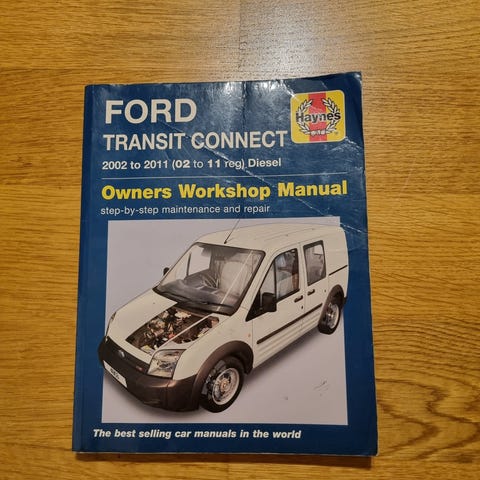 FORD
Haynes
TRANSIT CONNECT
2002 to 2011 (02 to 11 reg) Diesel
Owners Workshop Manual
step-by-step maintenance and repair
The best selling car manuals in the world